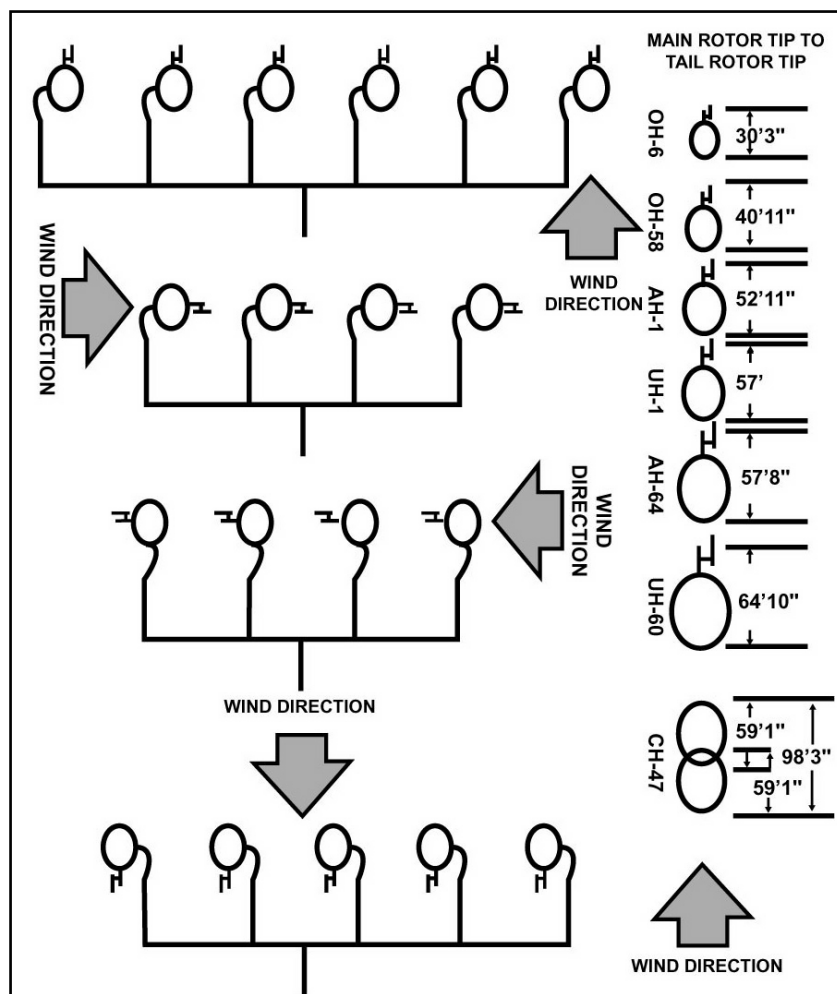 MAIN ROTOR TIP TO
TAIL ROTOR TIP
OH-6
30'3"
OH-58
40'11"
WIND
DIRECTION
WIND DIRECTION
AH-1
52'11"
UH-1
57'
AH-64
57'8"
WIND
DIRECTION
UH-60
64'10"
WIND DIRECTION
CH-47
59'1"
98'3"
59'1"
WIND DIRECTION